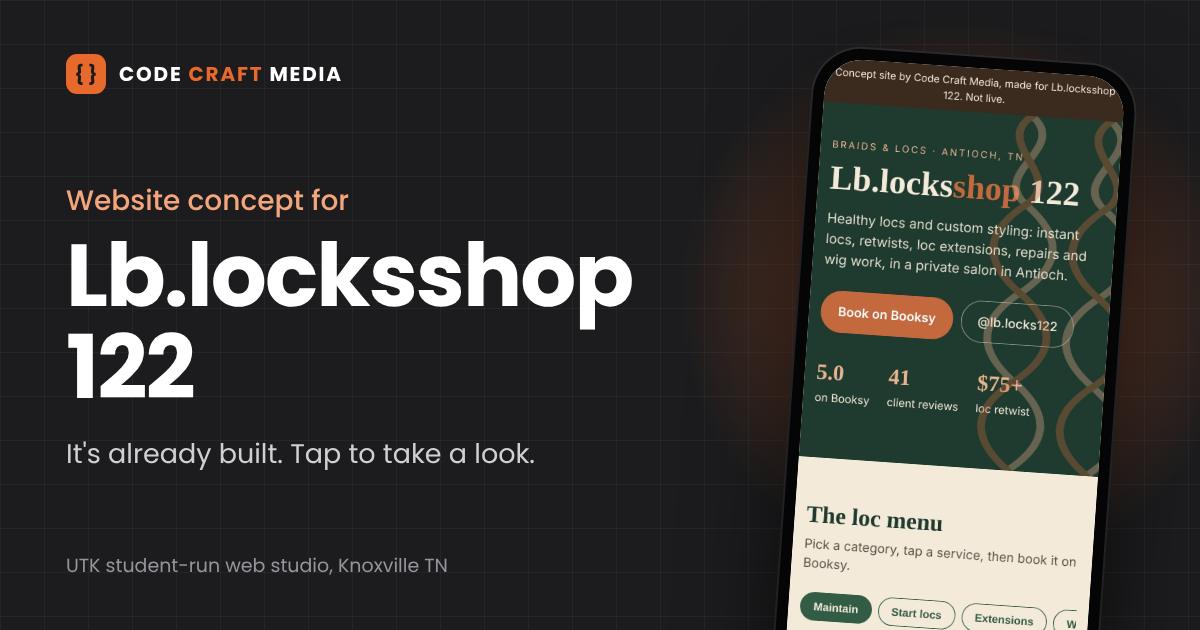 {} CODE CRAFT MEDIA
Website concept for
Lb.locksshop
122
It's already built. Tap to take a look.
UTK student-run web studio, Knoxville TN
Concept site by Code Craft Media, made for Lb.locksshop
122. Not live.
BRAIDS & LOCS · ANTIOCH, TN
Lb.locksshop 122
Healthy locs and custom styling: instant
locs, retwists, loc extensions, repairs and
wig work, in a private salon in Antioch.
Book on Booksy
@lb.locks122
5.0
on Booksy
41
client reviews
$75+
loc retwist
The loc menu
Pick a category, tap a service, then book it on
Booksy.
Maintain
Start locs
Extensions